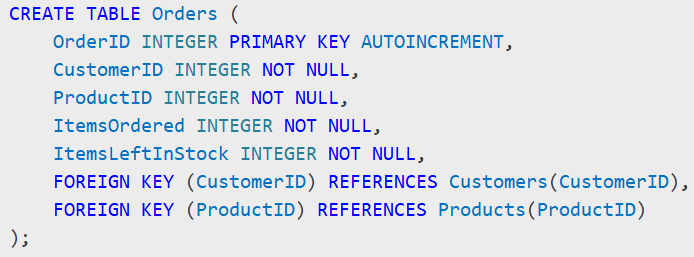 CREATE TABLE Orders (
    OrderID INTEGER PRIMARY KEY AUTOINCREMENT,
    CustomerID INTEGER NOT NULL,
    ProductID INTEGER NOT NULL,
    ItemsOrdered INTEGER NOT NULL,
    ItemsLeftInStock INTEGER NOT NULL,
    FOREIGN KEY (CustomerID) REFERENCES Customers(CustomerID),
    FOREIGN KEY (ProductID) REFERENCES Products(ProductID)
);